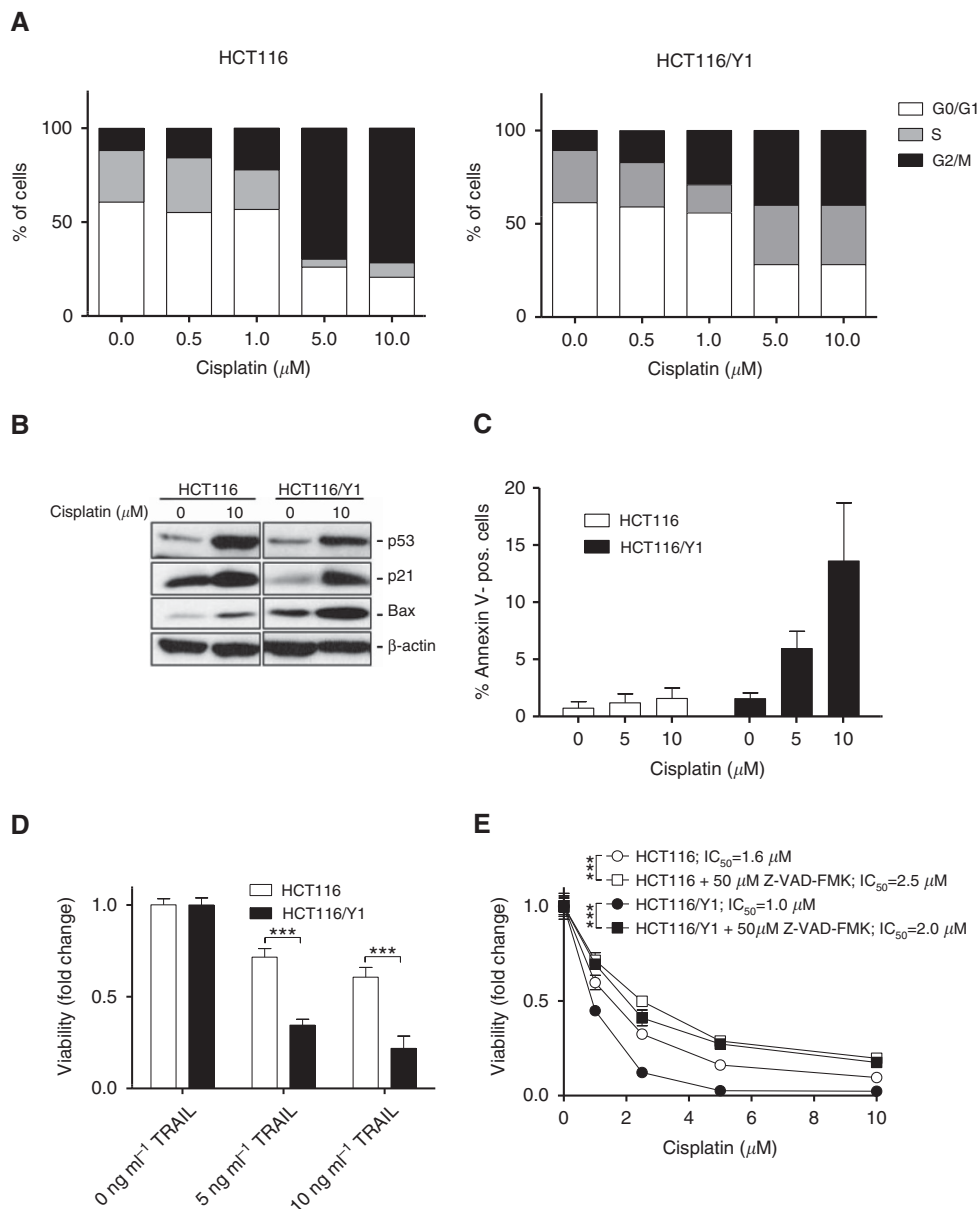 A
HCT116
HCT116/Y1
G0/G1
S
G2/M
% of cells
100
50
0
0.0 0.5 1.0 5.0 10.0
Cisplatin (μM)
% of cells
100
50
0
0.0 0.5 1.0 5.0 10.0
Cisplatin (μM)
B
HCT116 HCT116/Y1
Cisplatin (μM) 0 10 0 10
- p53
- p21
- Bax
- β-actin
C
% Annexin V- pos. cells
20
15
10
5
0
HCT116
HCT116/Y1
0 5 10 0 5 10
Cisplatin (μM)
D
Viability (fold change)
1.0
0.5
0.0
HCT116
HCT116/Y1
***
***
0 ng ml⁻¹ TRAIL
5 ng ml⁻¹ TRAIL
10 ng ml⁻¹ TRAIL
E
HCT116; IC₅₀=1.6 μM
***
HCT116 + 50 μM Z-VAD-FMK; IC₅₀=2.5 μM
HCT116/Y1; IC₅₀=1.0 μM
***
HCT116/Y1 + 50μM Z-VAD-FMK; IC₅₀=2.0 μM
Viability (fold change)
1.0
0.5
0.0
0 2 4 6 8 10
Cisplatin (μM)